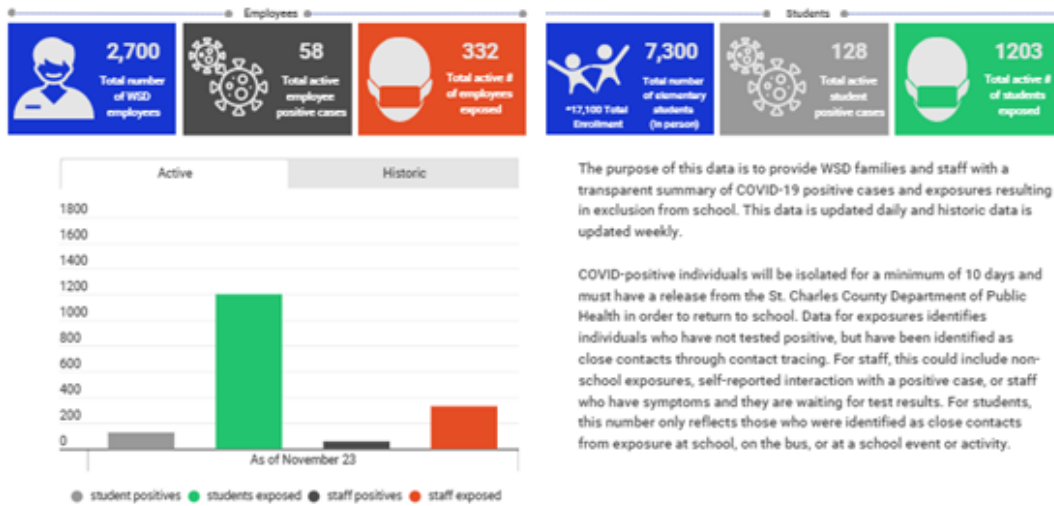 Employees
2,700
Total number
of WSD
employees
58
Total active
employee
positive cases
332
Total active #
of employees
exposed
Students
7,300
Total number
of elementary
students
(in person)
*17,100 Total
Enrollment
128
Total active
student
positive cases
1203
Total active #
of students
exposed
Active
Historic
1800
1600
1400
1200
1000
800
600
400
200
0
As of November 23
student positives
students exposed
staff positives
staff exposed
The purpose of this data is to provide WSD families and staff with a
transparent summary of COVID-19 positive cases and exposures resulting
in exclusion from school. This data is updated daily and historic data is
updated weekly.
COVID-positive individuals will be isolated for a minimum of 10 days and
must have a release from the St. Charles County Department of Public
Health in order to return to school. Data for exposures identifies
individuals who have not tested positive, but have been identified as
close contacts through contact tracing. For staff, this could include non-
school exposures, self-reported interaction with a positive case, or staff
who have symptoms and they are waiting for test results. For students,
this number only reflects those who were identified as close contacts
from exposure at school, on the bus, or at a school event or activity.